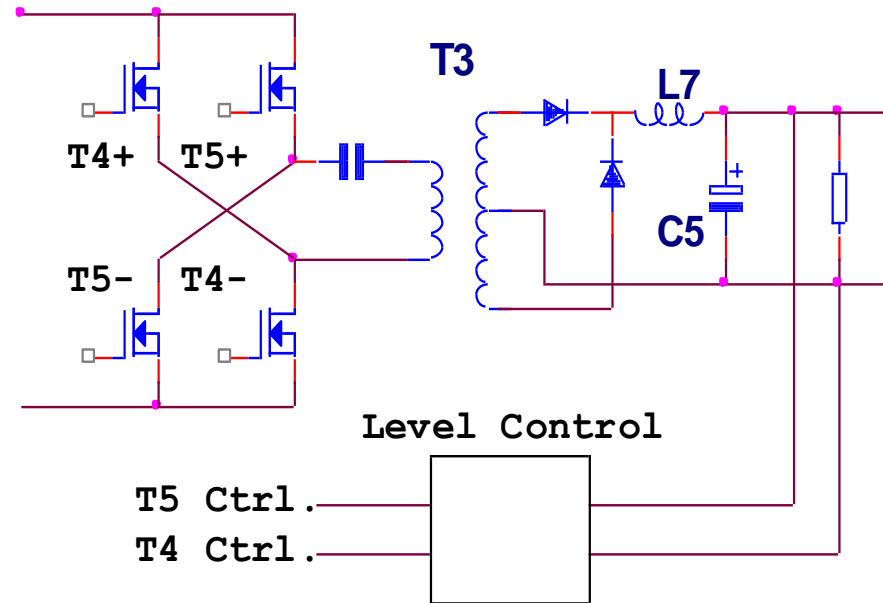 T3
L7
T4+ T5+
C5
T5- T4-
+
Level Control
T5 Ctrl.
T4 Ctrl.